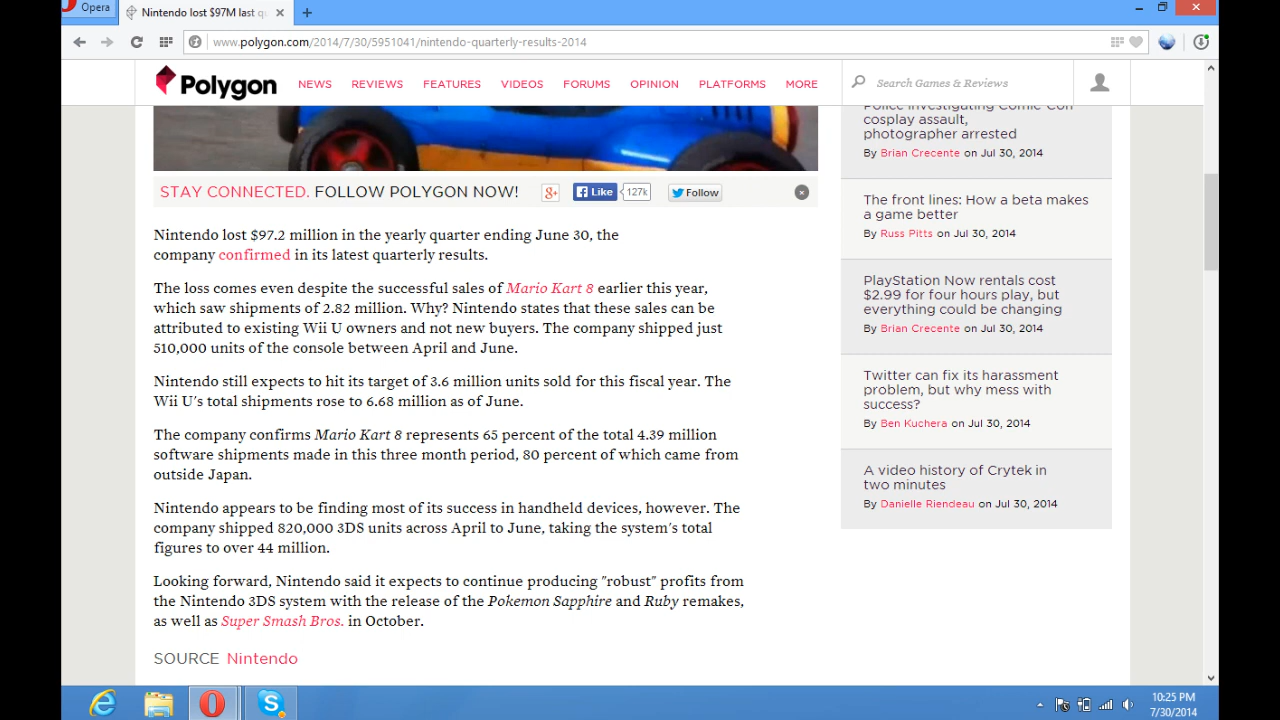 Opera
Nintendo lost $97M last qu
www.polygon.com/2014/7/30/5951041/nintendo-quarterly-results-2014
Polygon
NEWS REVIEWS FEATURES VIDEOS FORUMS OPINION PLATFORMS MORE
Search Games & Reviews
STAY CONNECTED. FOLLOW POLYGON NOW!
g+
Like
127k
Follow
Nintendo lost $97.2 million in the yearly quarter ending June 30, the
company confirmed in its latest quarterly results.
The loss comes even despite the successful sales of Mario Kart 8 earlier this year,
which saw shipments of 2.82 million. Why? Nintendo states that these sales can be
attributed to existing Wii U owners and not new buyers. The company shipped just
510,000 units of the console between April and June.
Nintendo still expects to hit its target of 3.6 million units sold for this fiscal year. The
Wii U's total shipments rose to 6.68 million as of June.
The company confirms Mario Kart 8 represents 65 percent of the total 4.39 million
software shipments made in this three month period, 80 percent of which came from
outside Japan.
Nintendo appears to be finding most of its success in handheld devices, however. The
company shipped 820,000 3DS units across April to June, taking the system's total
figures to over 44 million.
Looking forward, Nintendo said it expects to continue producing "robust" profits from
the Nintendo 3DS system with the release of the Pokemon Sapphire and Ruby remakes,
as well as Super Smash Bros. in October.
SOURCE Nintendo
Police investigating Comic-Con
cosplay assault,
photographer arrested
By Brian Crecente on Jul 30, 2014
The front lines: How a beta makes
a game better
By Russ Pitts on Jul 30, 2014
PlayStation Now rentals cost
$2.99 for four hours play, but
everything could be changing
By Brian Crecente on Jul 30, 2014
Twitter can fix its harassment
problem, but why mess with
success?
By Ben Kuchera on Jul 30, 2014
A video history of Crytek in
two minutes
By Danielle Riendeau on Jul 30, 2014
10:25 PM
7/30/2014